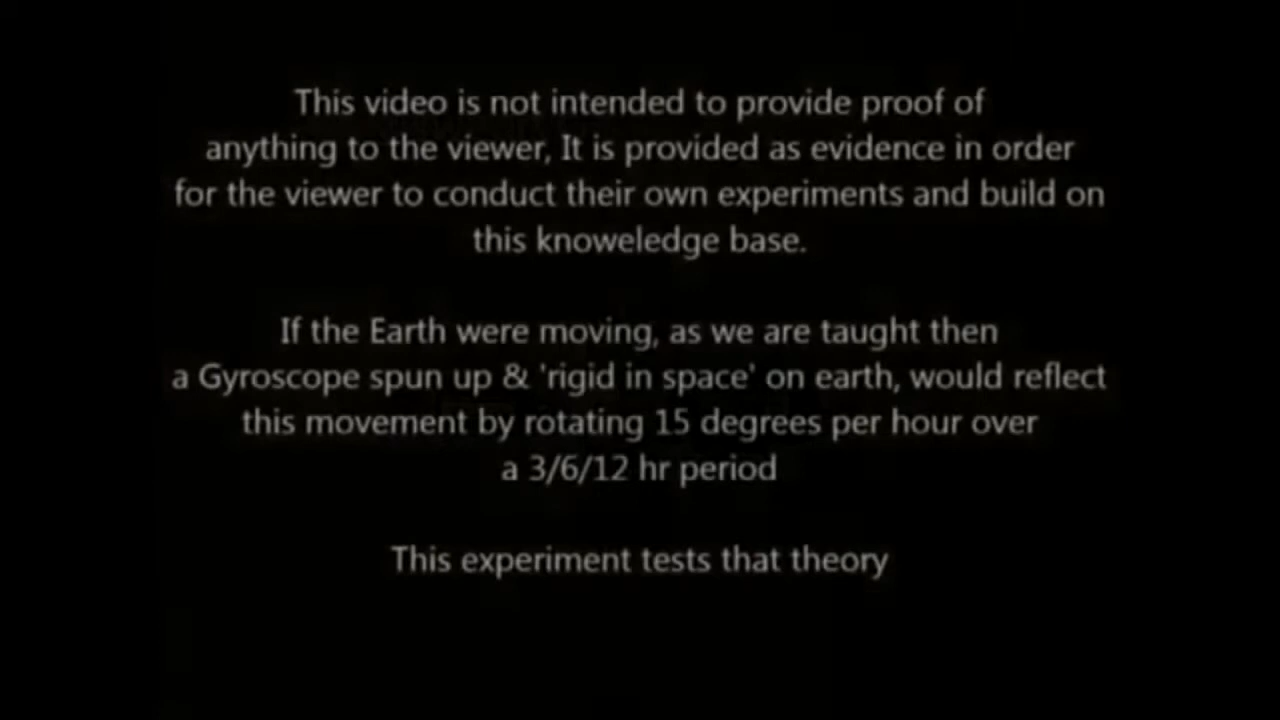 This video is not intended to provide proof of
anything to the viewer, It is provided as evidence in order
for the viewer to conduct their own experiments and build on
this knoweledge base.
If the Earth were moving, as we are taught then
a Gyroscope spun up & 'rigid in space' on earth, would reflect
this movement by rotating 15 degrees per hour over
a 3/6/12 hr period
This experiment tests that theory